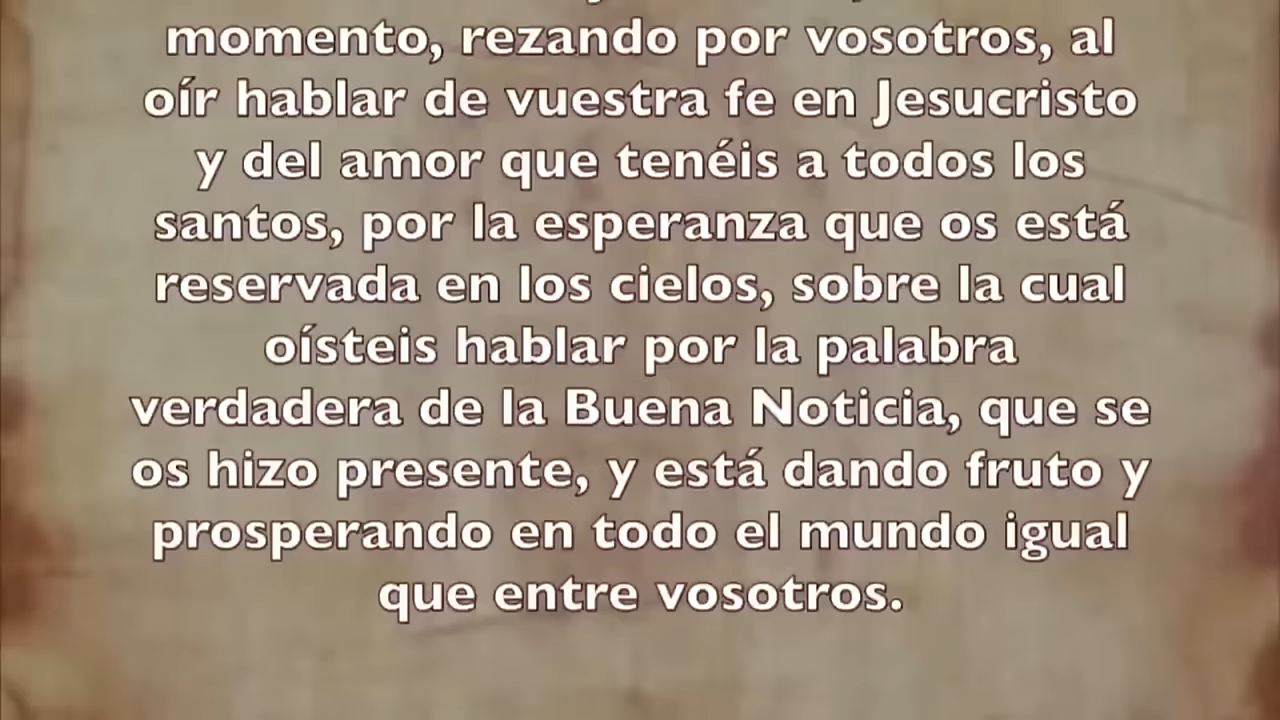 momento, rezando por vosotros, al
oír hablar de vuestra fe en Jesucristo
y del amor que tenéis a todos los
santos, por la esperanza que os está
reservada en los cielos, sobre la cual
oísteis hablar por la palabra
verdadera de la Buena Noticia, que se
os hizo presente, y está dando fruto y
prosperando en todo el mundo igual
que entre vosotros.